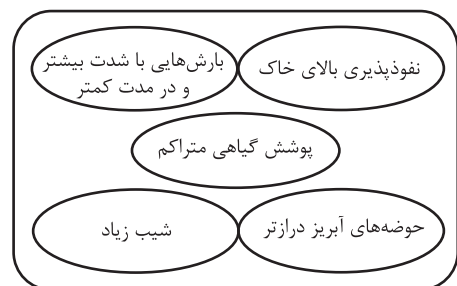 نفوذپذیری بالای خاک
بارش‌هایی با شدت بیشتر
و در مدت کمتر
پوشش گیاهی متراکم
حوضه‌های آبریز درازتر
شیب زیاد